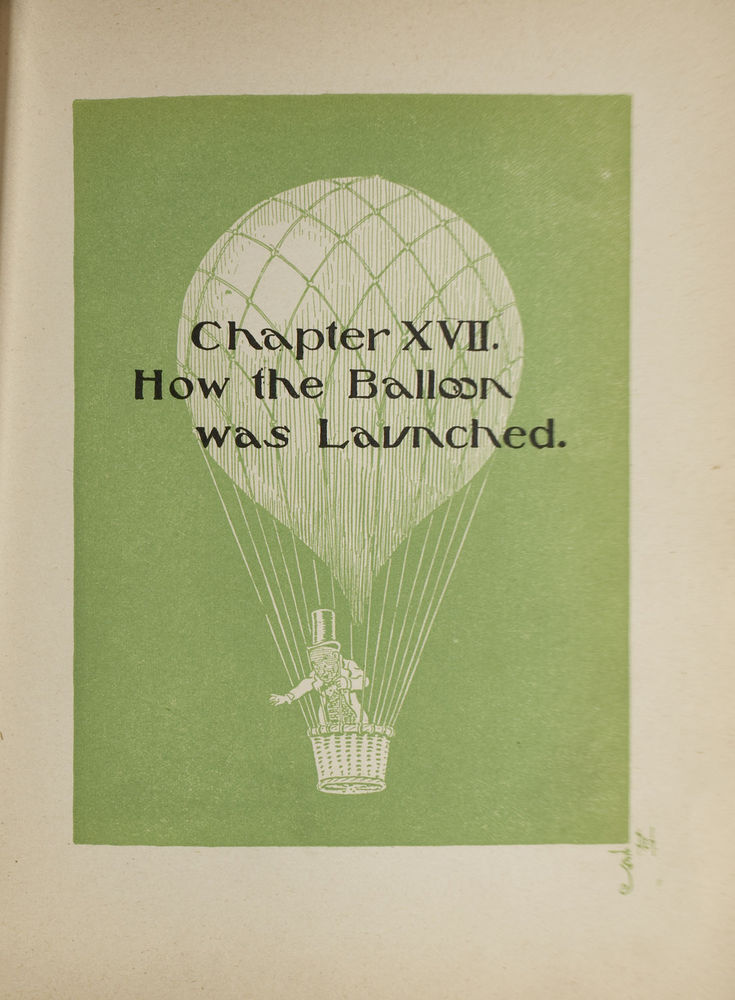 Chapter XVII.
How the Balloon
was Launched.